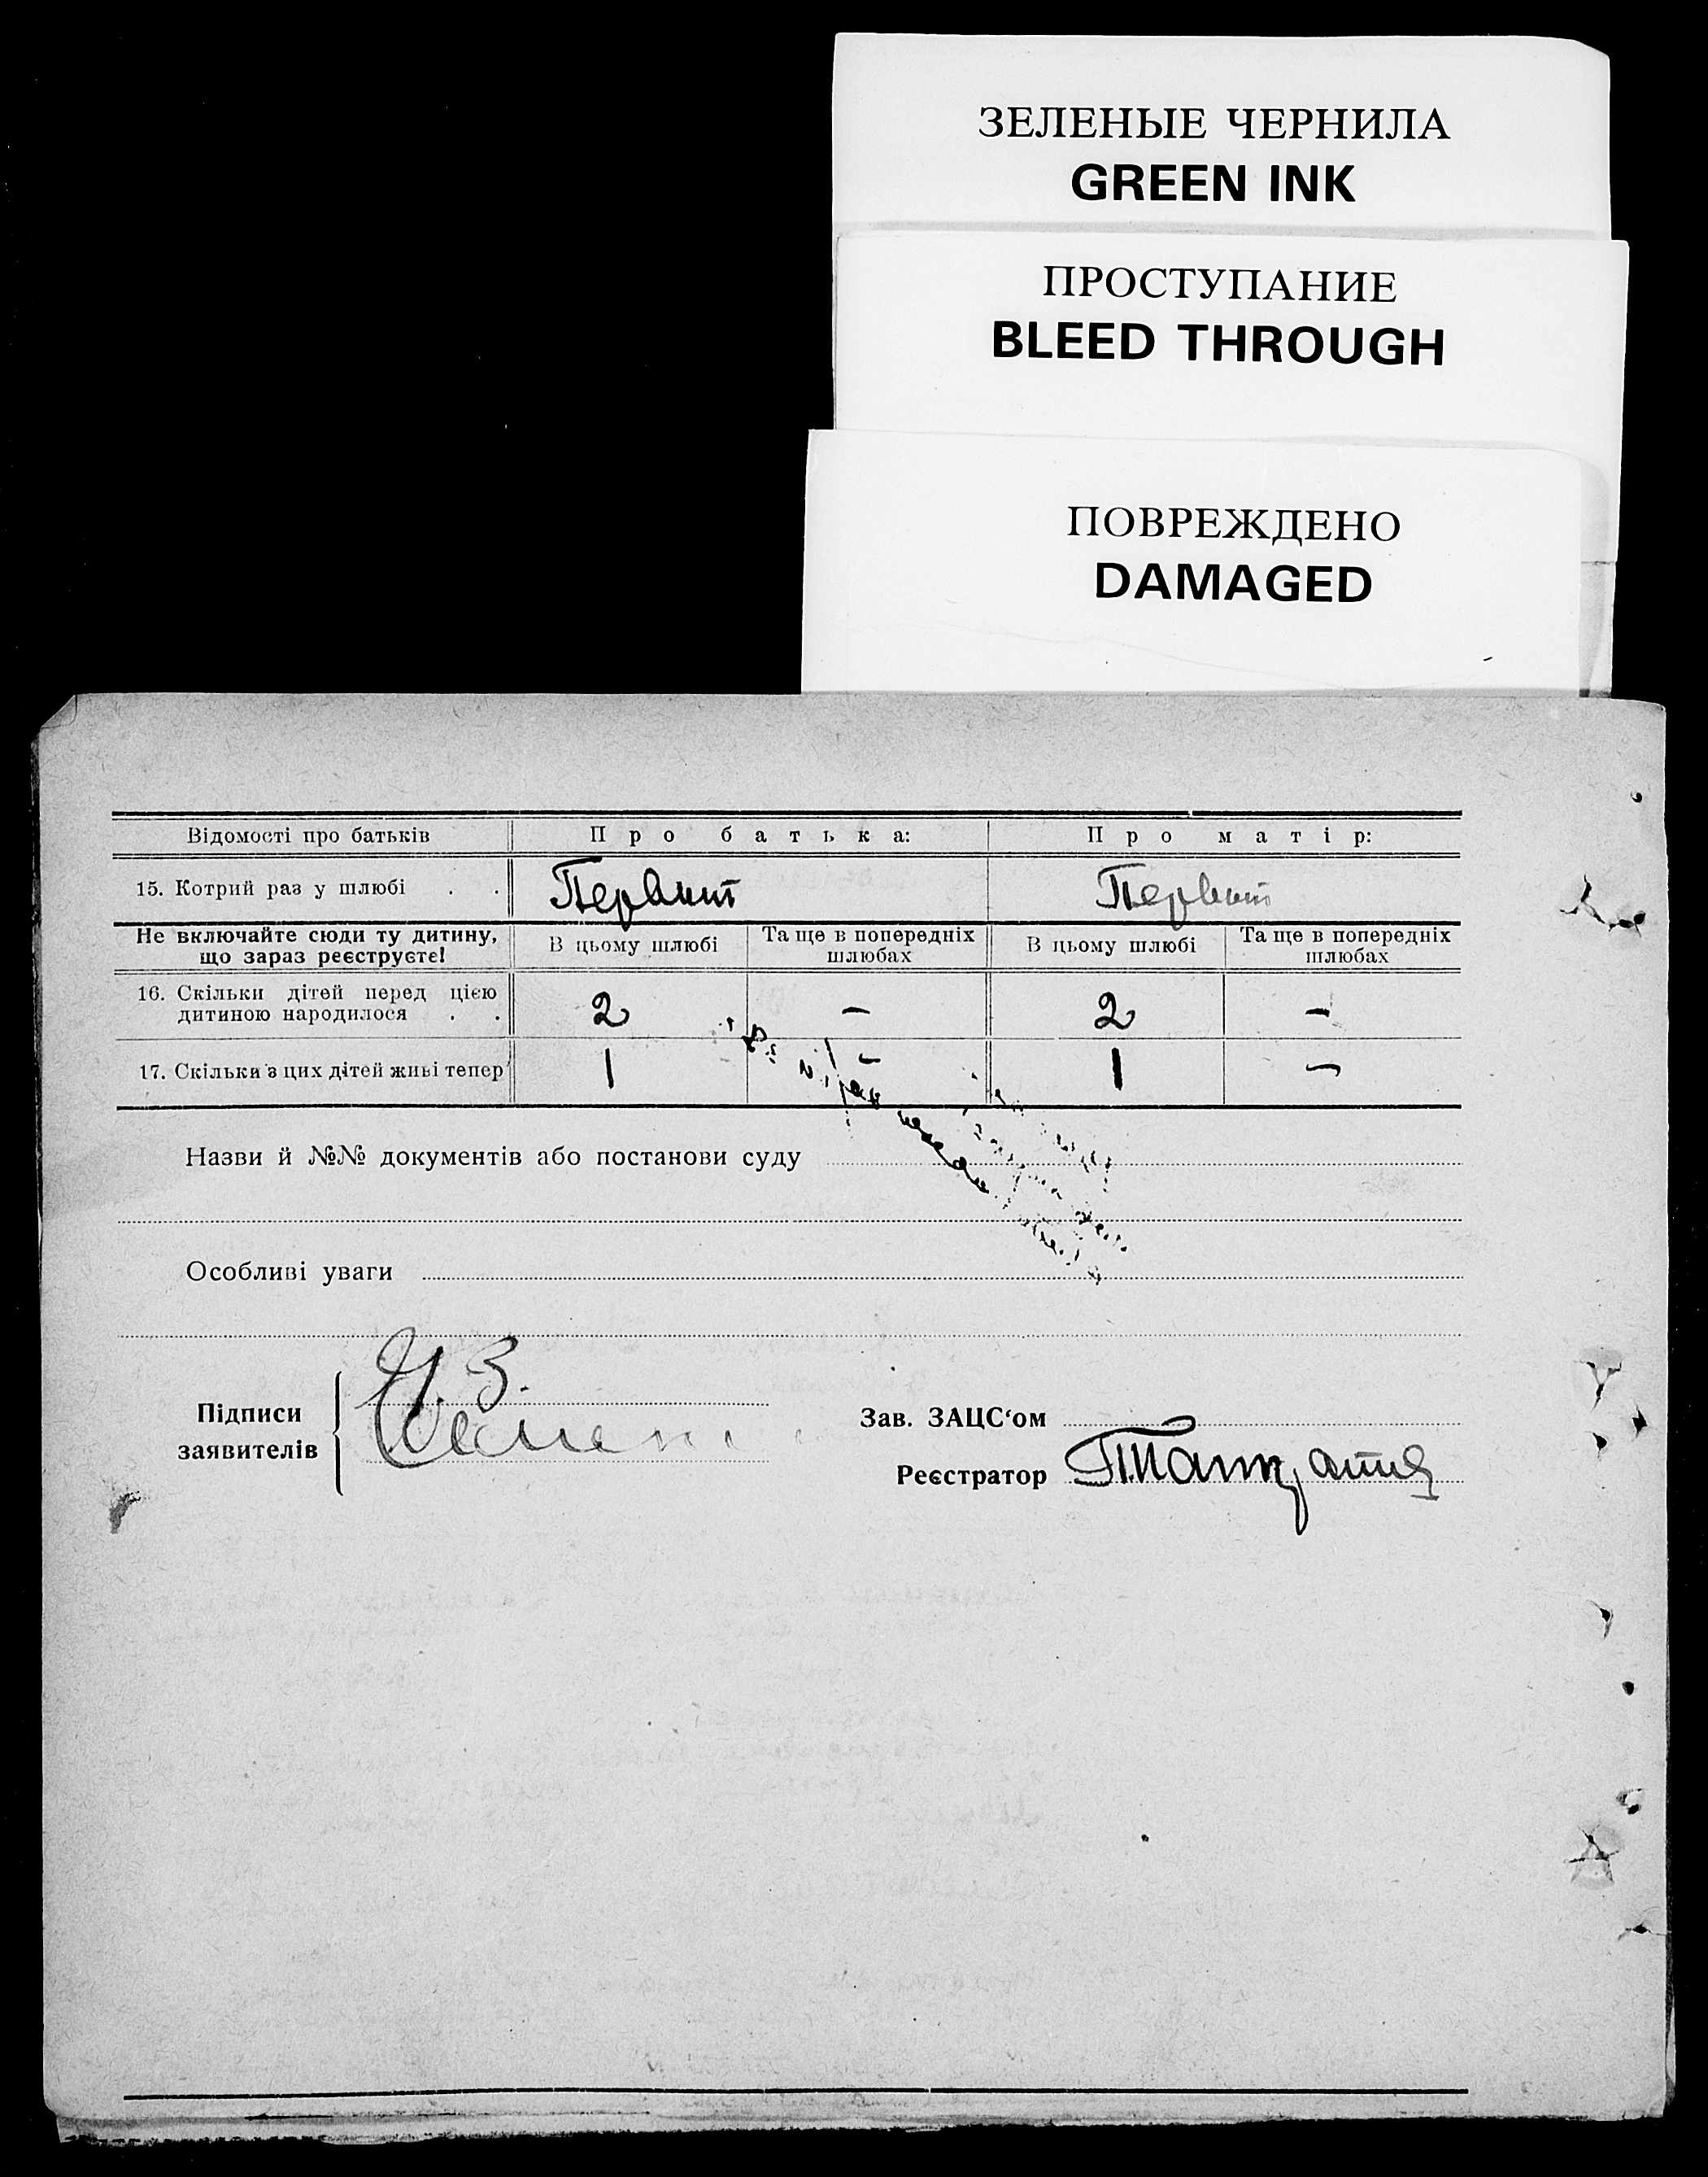 ЗЕЛЕНЫЕ ЧЕРНИЛА
GREEN INK
ПРОСТУПАНИЕ
BLEED THROUGH
ПОВРЕЖДЕНО
DAMAGED
Відомості про батьків Про батька: Про матір:
15. Котрий раз у шлюбі . . Первит Первит
Не включайте сюди ту дитину, що зараз реєструєте! В цьому шлюбі Та ще в попередніх шлюбах В цьому шлюбі Та ще в попередніх шлюбах
16. Скільки дітей перед цією дитиною народилося . . 2 — 2 —
17. Скільки з цих дітей живі тепер 1 — 1 —
Назви й №№ документів або постанови суду
Особливі уваги
Підписи заявителів
Зав. ЗАЦС'ом
Реєстратор